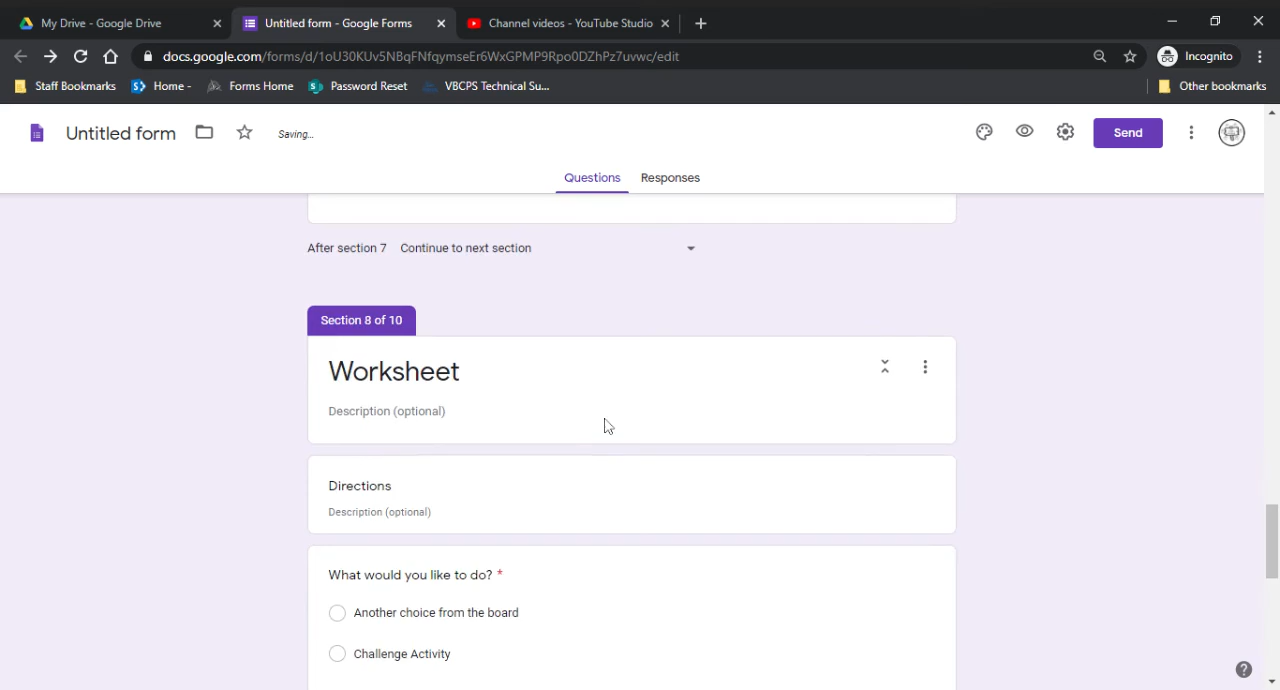 My Drive - Google Drive
Untitled form - Google Forms
Channel videos - YouTube Studio
docs.google.com/forms/d/1oU30KUv5NBqFNfqymseEr6WxGPMP9Rpo0DZhPz7uvwc/edit
Incognito
Staff Bookmarks
Home -
Forms Home
Password Reset
VBCPS Technical Su...
Other bookmarks
Untitled form
Saving...
Send
Questions
Responses
After section 7 Continue to next section
Section 8 of 10
Worksheet
Description (optional)
Directions
Description (optional)
What would you like to do? *
Another choice from the board
Challenge Activity